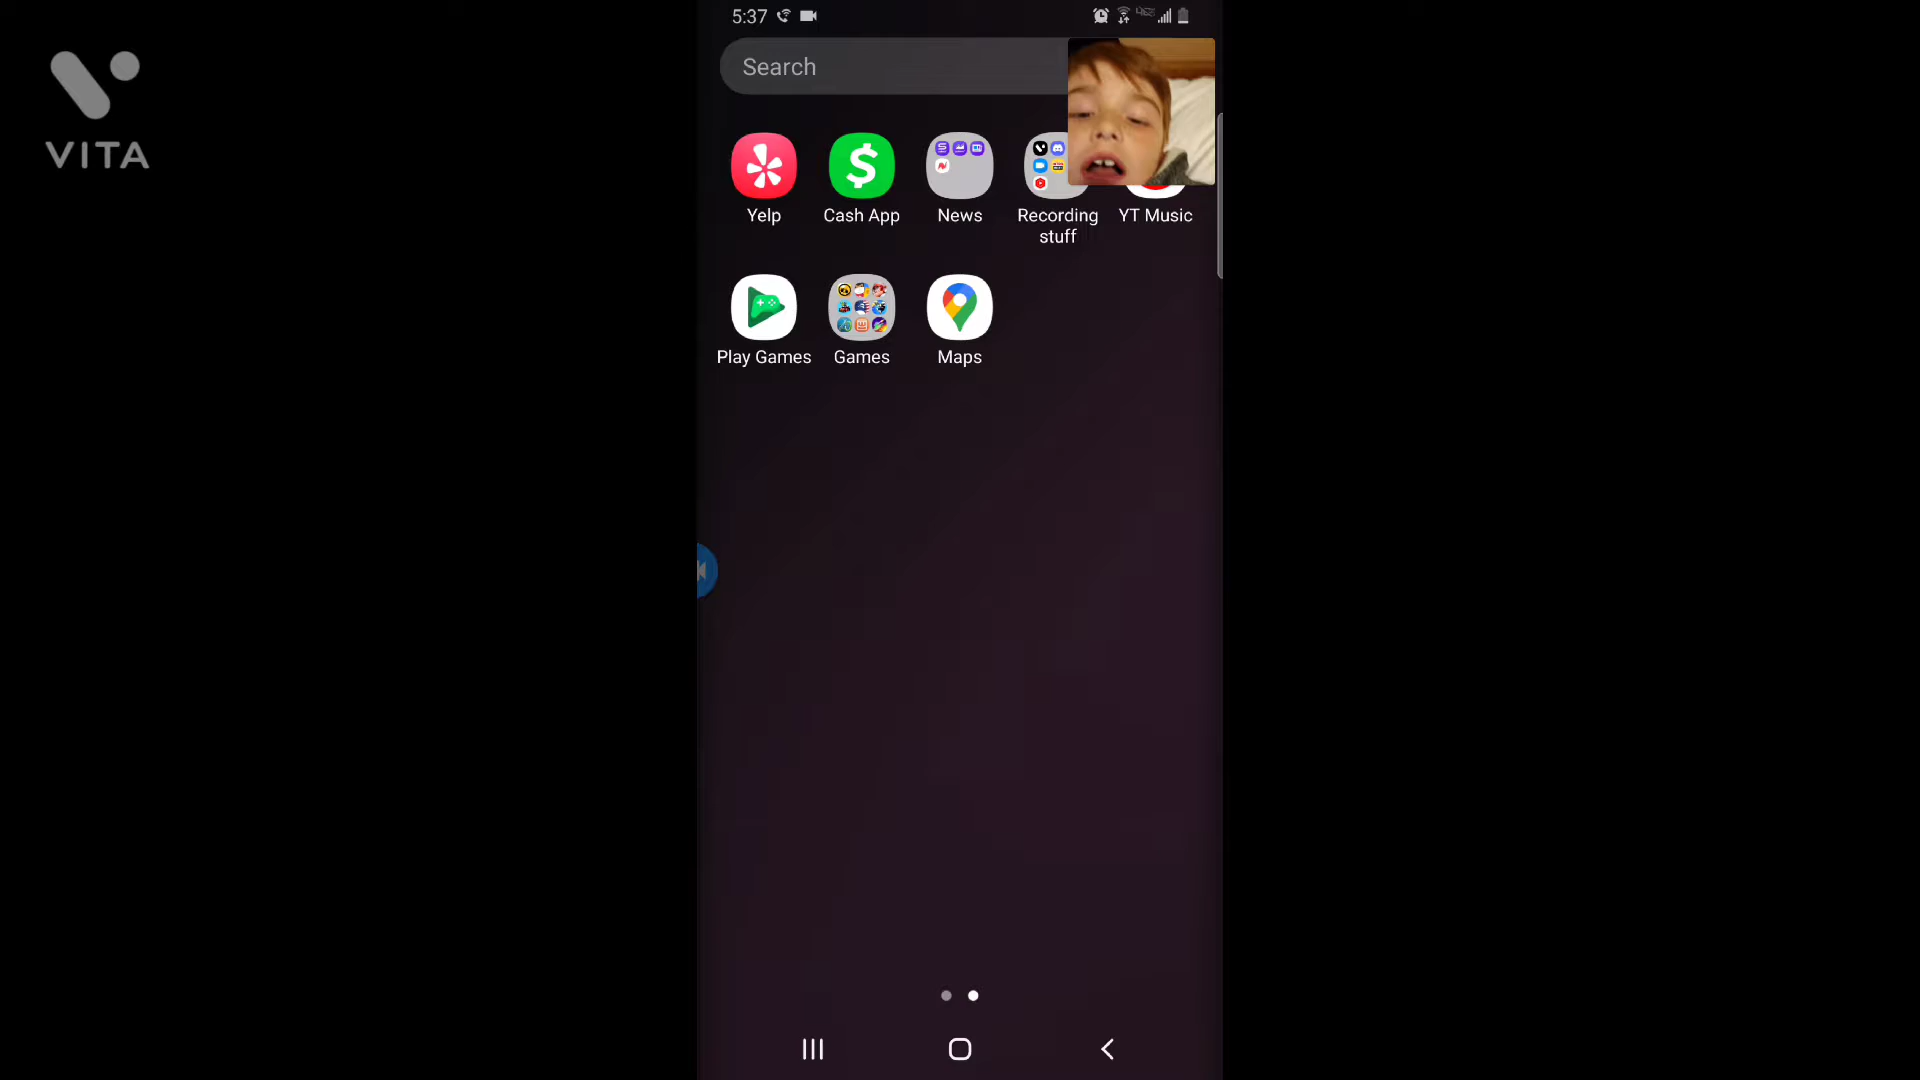 VITA
5:37
Search
Yelp
Cash App
News
Recording
stuff
YT Music
Play Games
Games
Maps